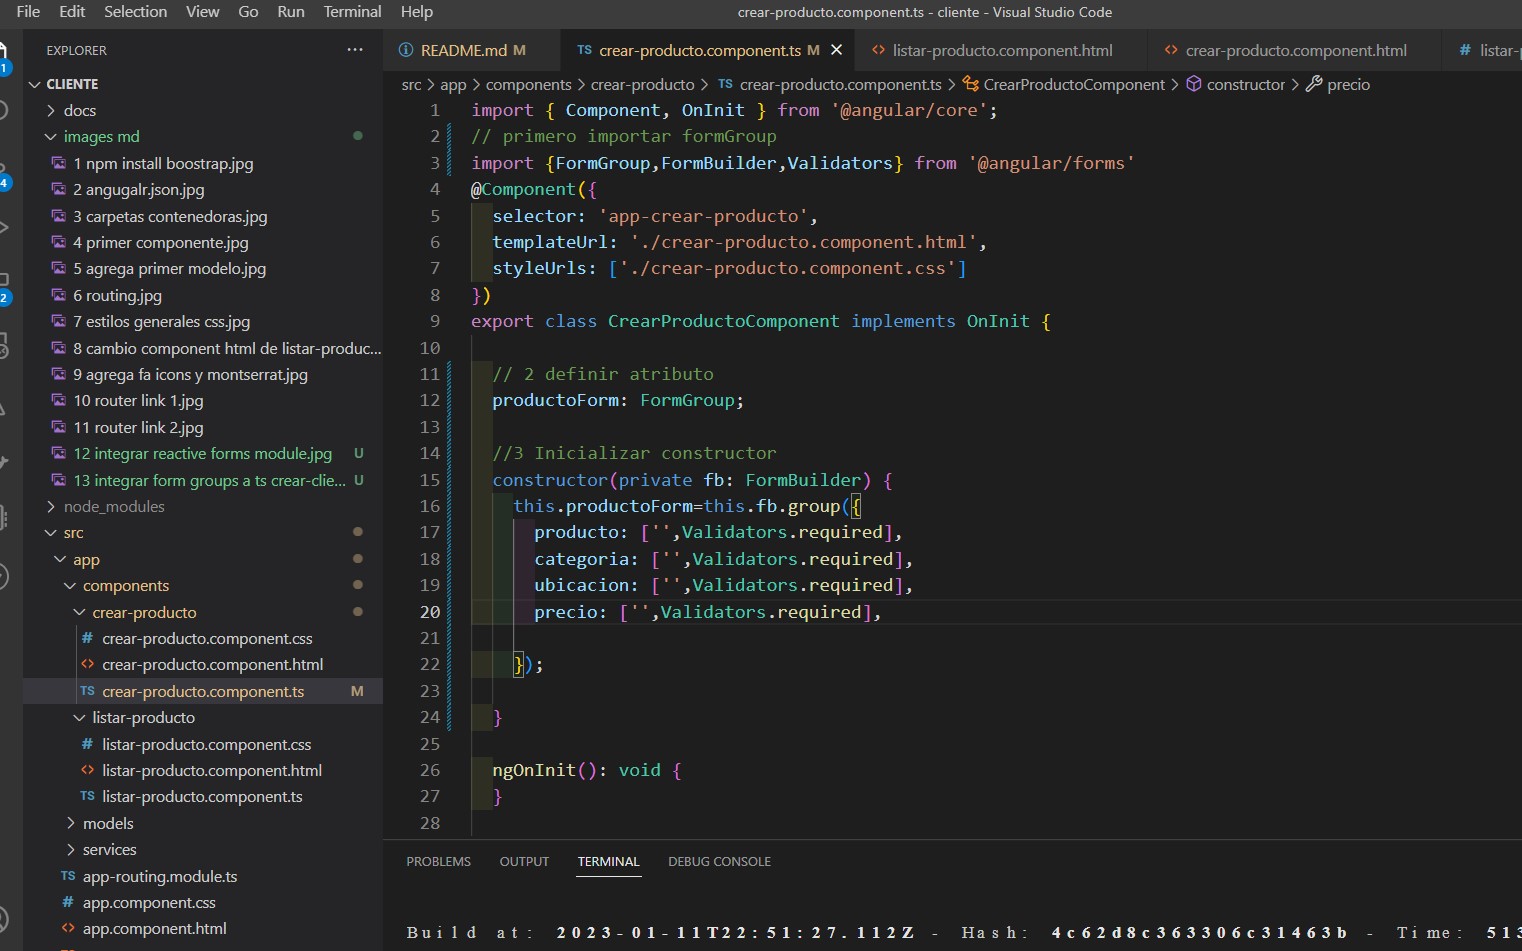 File Edit Selection View Go Run Terminal Help crear-producto.component.ts - cliente - Visual Studio Code
EXPLORER ···
CLIENTE
docs
images md
1 npm install boostrap.jpg
2 angugalr.json.jpg
3 carpetas contenedoras.jpg
4 primer componente.jpg
5 agrega primer modelo.jpg
6 routing.jpg
7 estilos generales css.jpg
8 cambio component html de listar-produc...
9 agrega fa icons y montserrat.jpg
10 router link 1.jpg
11 router link 2.jpg
12 integrar reactive forms module.jpg U
13 integrar form groups a ts crear-clie... U
node_modules
src
app
components
crear-producto
# crear-producto.component.css
<> crear-producto.component.html
TS crear-producto.component.ts M
listar-producto
# listar-producto.component.css
<> listar-producto.component.html
TS listar-producto.component.ts
models
services
TS app-routing.module.ts
# app.component.css
<> app.component.html
1
4
2
README.md M TS crear-producto.component.ts M × <> listar-producto.component.html <> crear-producto.component.html # listar-p
src > app > components > crear-producto > TS crear-producto.component.ts > CrearProductoComponent > constructor > precio
1 import { Component, OnInit } from '@angular/core';
2 // primero importar formGroup
3 import {FormGroup,FormBuilder,Validators} from '@angular/forms'
4 @Component({
5 selector: 'app-crear-producto',
6 templateUrl: './crear-producto.component.html',
7 styleUrls: ['./crear-producto.component.css']
8 })
9 export class CrearProductoComponent implements OnInit {
10
11 // 2 definir atributo
12 productoForm: FormGroup;
13
14 //3 Inicializar constructor
15 constructor(private fb: FormBuilder) {
16 this.productoForm=this.fb.group({
17 producto: ['',Validators.required],
18 categoria: ['',Validators.required],
19 ubicacion: ['',Validators.required],
20 precio: ['',Validators.required],
21
22 });
23
24 }
25
26 ngOnInit(): void {
27 }
28
PROBLEMS OUTPUT TERMINAL DEBUG CONSOLE
Build at: 2023-01-11T22:51:27.112Z - Hash: 4c62d8c363306c31463b - Time: 513